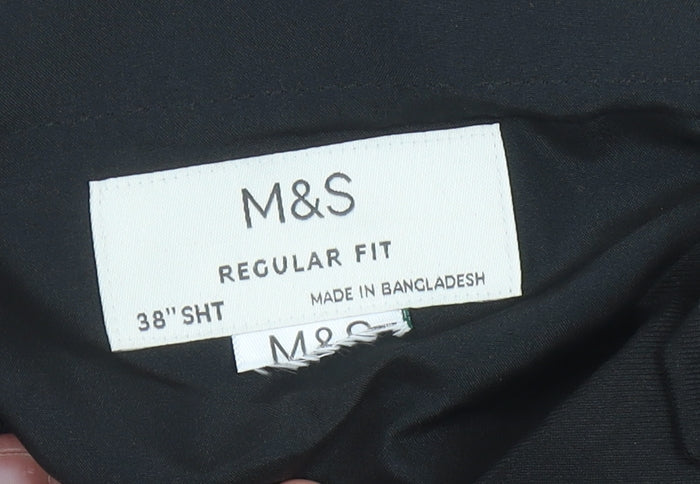 M&S
REGULAR FIT
38" SHT MADE IN BANGLADESH
M&S